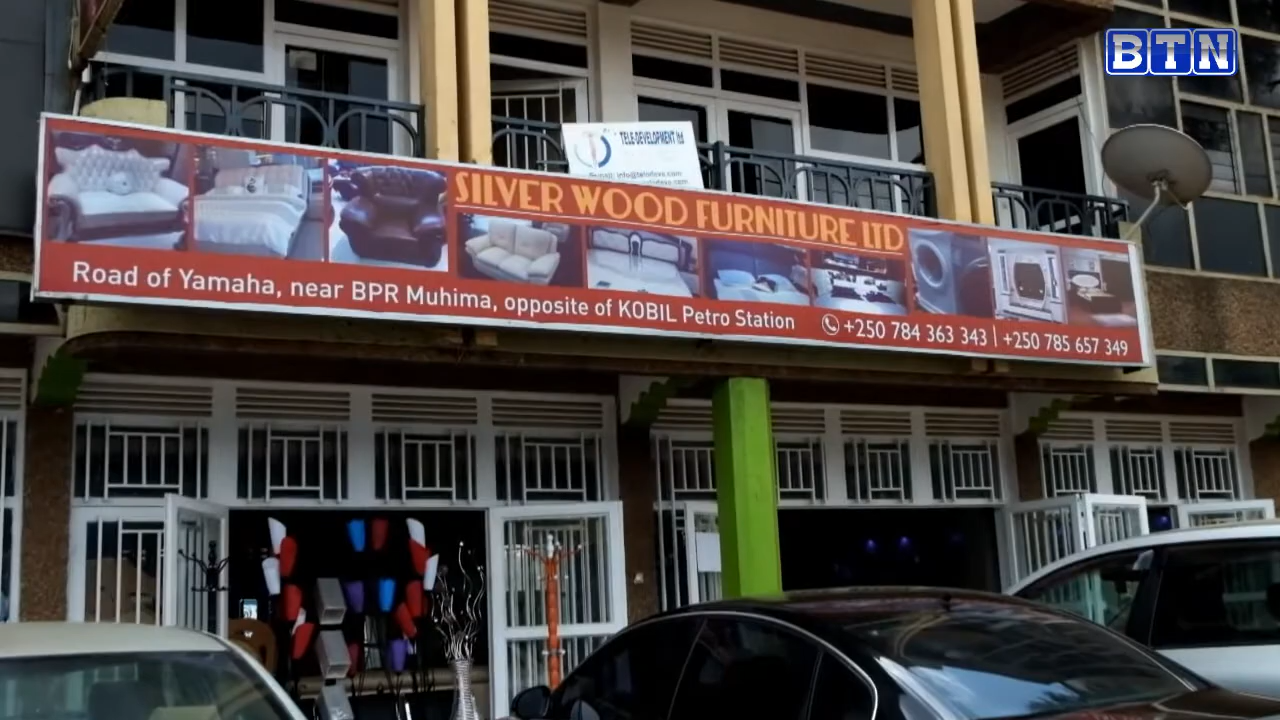 BTN
TELE-DEVELOPMENT ltd
SILVER WOOD FURNITURE LTD
Road of Yamaha, near BPR Muhima, opposite of KOBIL Petro Station
+250 784 363 343 | +250 785 657 349